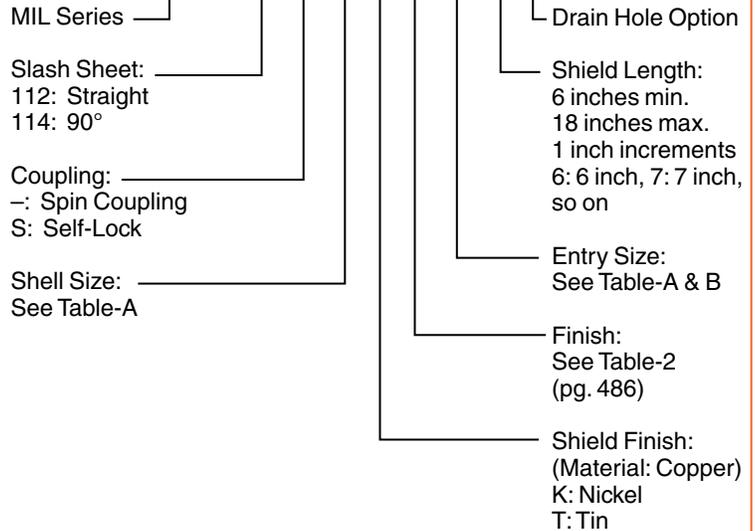 MIL Series
Slash Sheet:
112: Straight
114: 90°
Coupling:
–: Spin Coupling
S: Self-Lock
Shell Size:
See Table-A
Drain Hole Option
Shield Length:
6 inches min.
18 inches max.
1 inch increments
6: 6 inch, 7: 7 inch,
so on
Entry Size:
See Table-A & B
Finish:
See Table-2
(pg. 486)
Shield Finish:
(Material: Copper)
K: Nickel
T: Tin